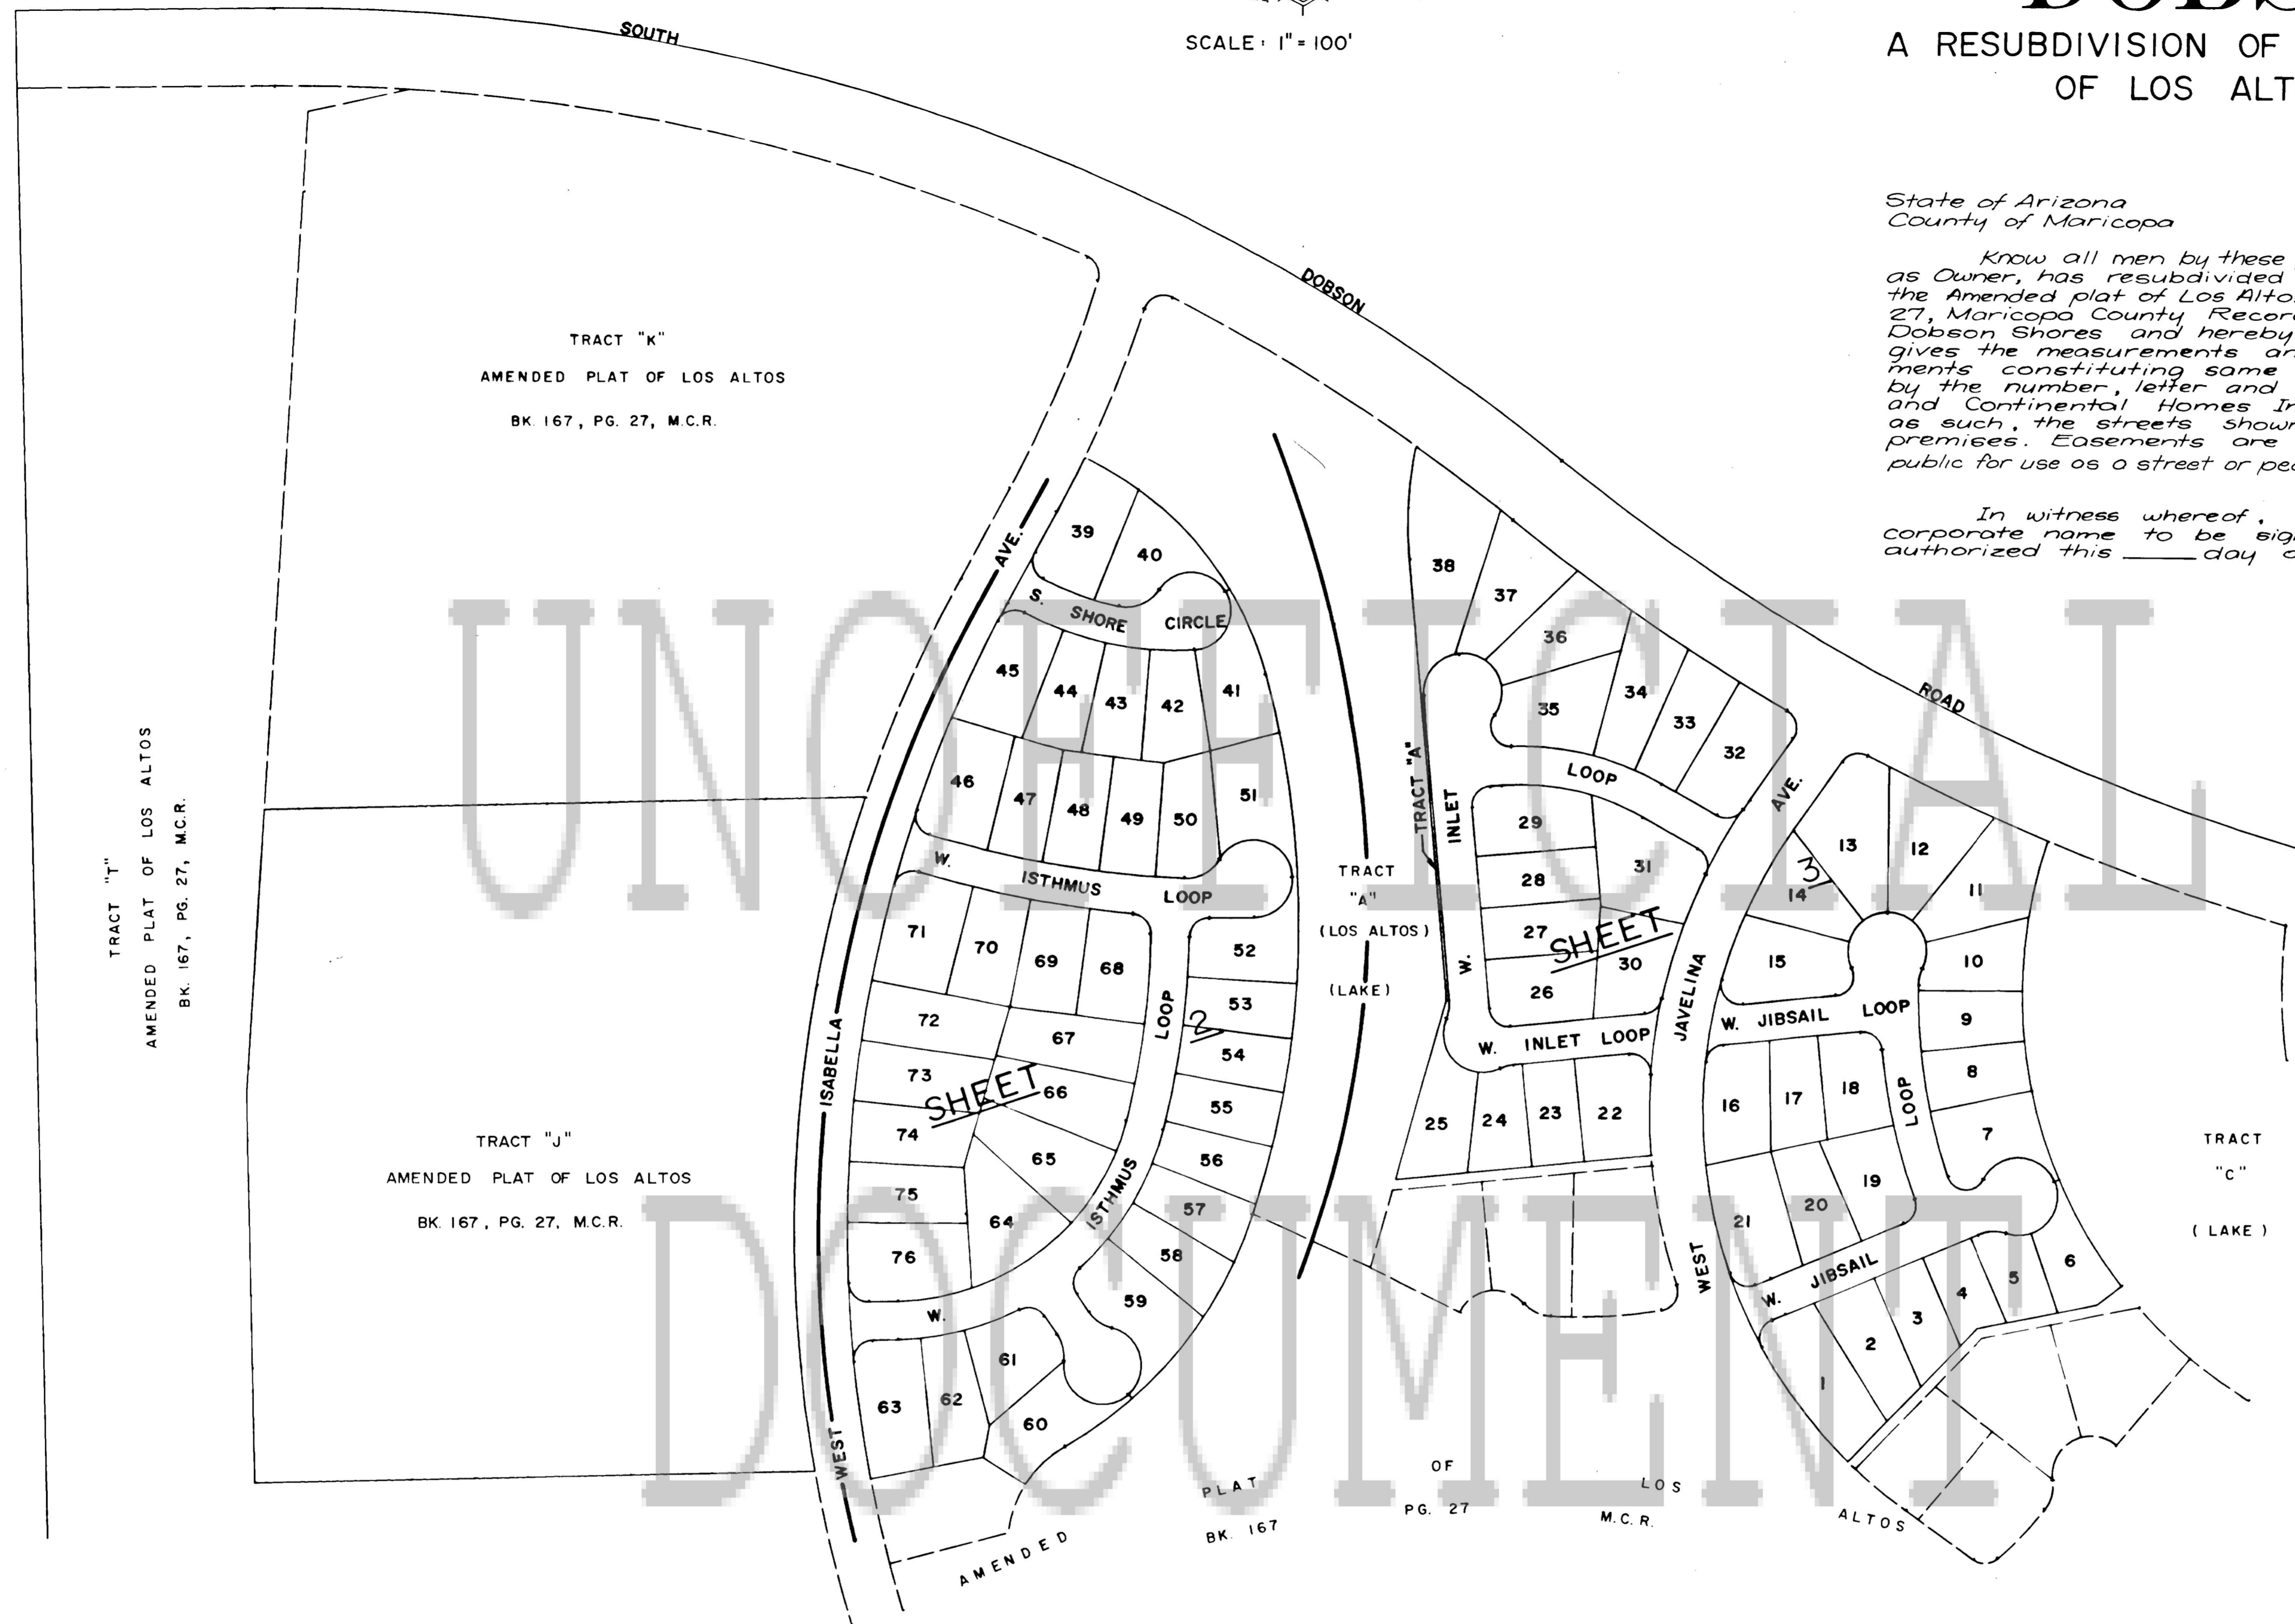 SCALE: 1" = 100'
DOBS
A RESUBDIVISION OF
OF LOS ALT
State of Arizona
County of Maricopa
Know all men by these
as Owner, has resubdivided
the Amended plat of Los Alto
27, Maricopa County Recor
Dobson Shores and hereby
gives the measurements an
ments constituting same
by the number, letter and
and Continental Homes In
as such, the streets shown
premises. Easements are
public for use as a street or pe
In witness whereof,
corporate name to be sig
authorized this ____ day o
SOUTH
DOBSON
ROAD
TRACT "K"
AMENDED PLAT OF LOS ALTOS
BK. 167, PG. 27, M.C.R.
TRACT "T"
AMENDED PLAT OF LOS ALTOS
BK. 167, PG. 27, M.C.R.
TRACT "J"
AMENDED PLAT OF LOS ALTOS
BK. 167, PG. 27, M.C.R.
WEST
ISABELLA
AVE.
39
40
S. SHORE CIRCLE
45
44
43
42
41
46
47
48
49
50
51
W. ISTHMUS LOOP
71
70
69
68
52
53
72
67
54
73
66
55
74
65
56
75
64
57
76
58
59
LOOP
ISTHMUS
W.
SHEET
2
63
62
61
60
TRACT
"A"
(LOS ALTOS)
(LAKE)
TRACT "A"
38
37
36
35
34
33
32
LOOP
INLET
W.
29
28
27
26
31
30
SHEET
3
W. INLET LOOP
25
24
23
22
WEST
JAVELINA
AVE.
13
12
14
11
15
10
W. JIBSAIL LOOP
9
8
16
17
18
7
LOOP
21
20
19
W. JIBSAIL
6
5
4
3
2
1
TRACT
"C"
(LAKE)
AMENDED PLAT OF LOS ALTOS
BK. 167 PG. 27 M.C.R.
UNOFFICIAL
DOCUMENT